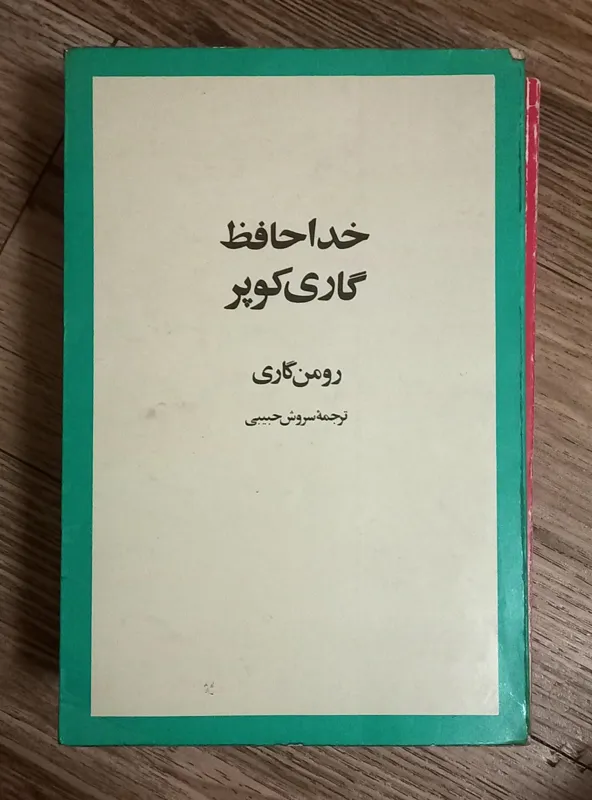 خداحافظ
گاری کوپر
رومن گاری
ترجمهٔ سروش حبیبی